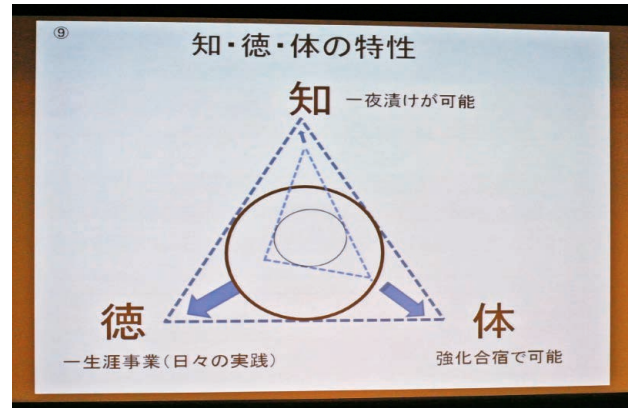 ⑨
知・徳・体の特性
知 一夜漬けが可能
徳
一生涯事業(日々の実践)
体
強化合宿で可能